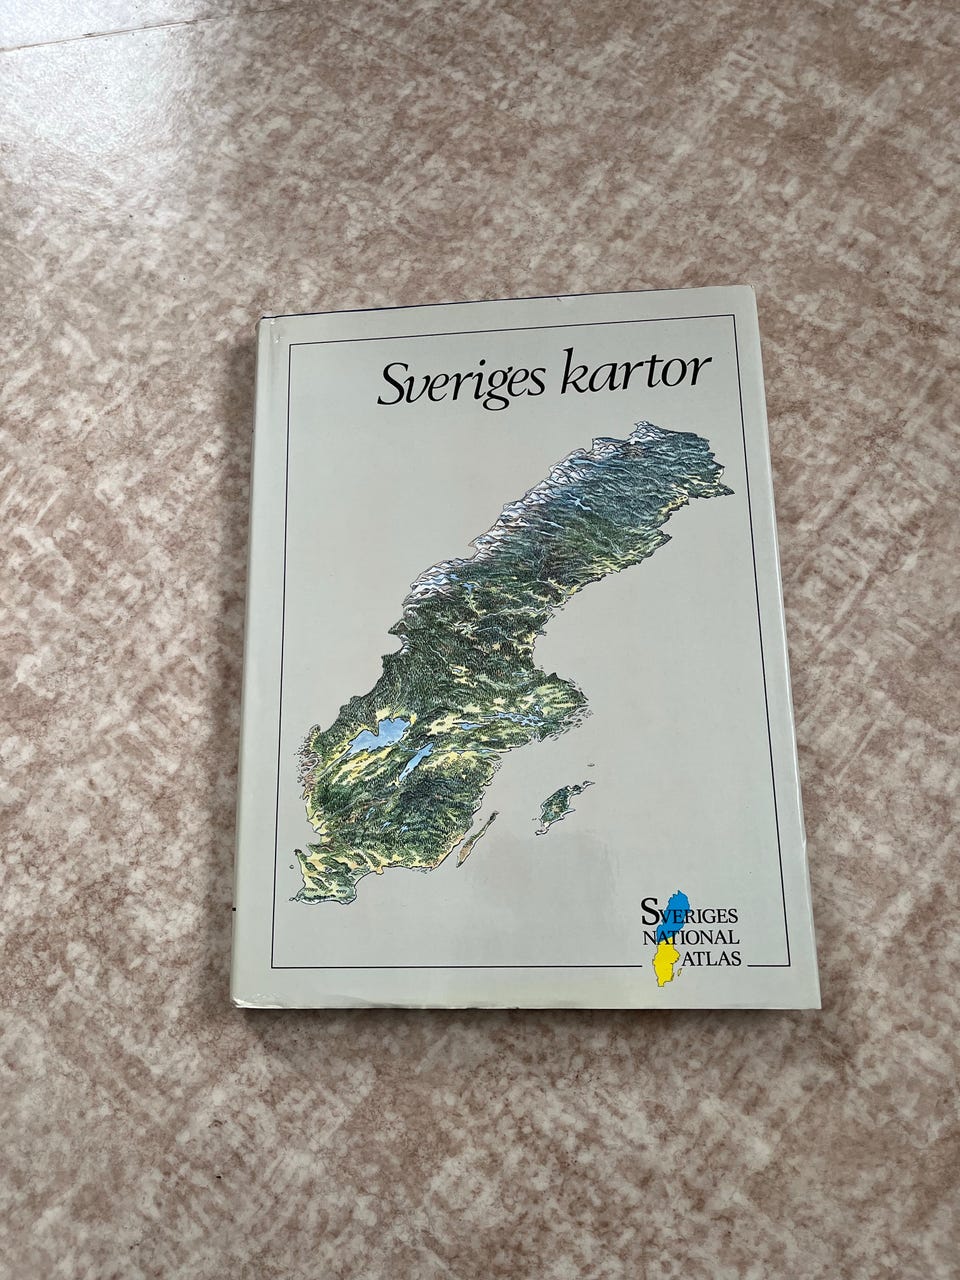 Sveriges kartor
SVERIGES
NATIONAL
ATLAS